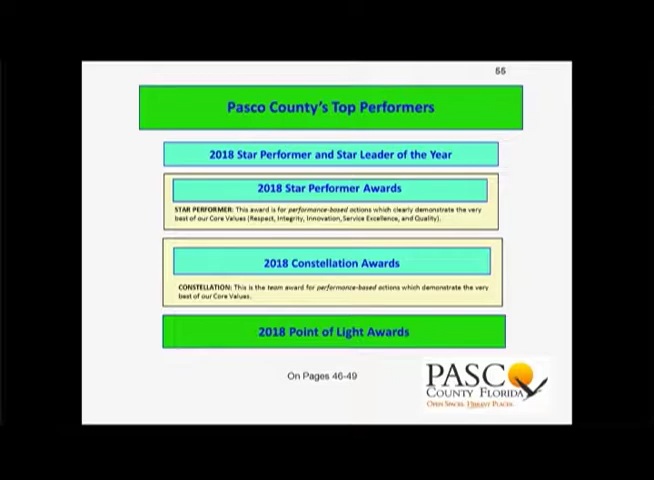 55
Pasco County's Top Performers
2018 Star Performer and Star Leader of the Year
2018 Star Performer Awards
STAR PERFORMER: This award is for performance-based actions which clearly demonstrate the very
best of our Core Values (Respect, Integrity, Innovation, Service Excellence, and Quality).
2018 Constellation Awards
CONSTELLATION: This is the team award for performance-based actions which demonstrate the very
best of our Core Values.
2018 Point of Light Awards
On Pages 46-49
PASCO
COUNTY FLORIDA
OPEN SPACES. VIBRANT PLACES.